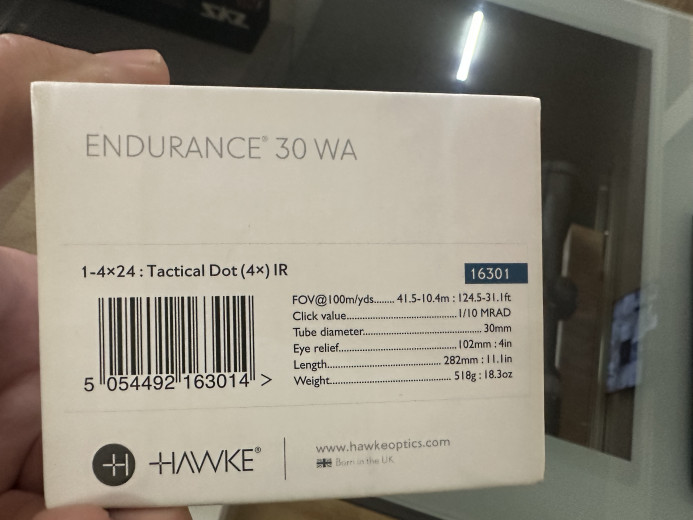 ENDURANCE® 30 WA
1-4×24 : Tactical Dot (4×) IR
16301
FOV@100m/yds....... 41.5-10.4m : 124.5-31.1ft
Click value.....................................1/10 MRAD
Tube diameter........................................30mm
Eye relief.......................................102mm : 4in
Length....................................282mm : 11.1in
Weight......................................518g : 18.3oz
5 054492 163014 >
HAWKE®
www.hawkeoptics.com
Born in the UK